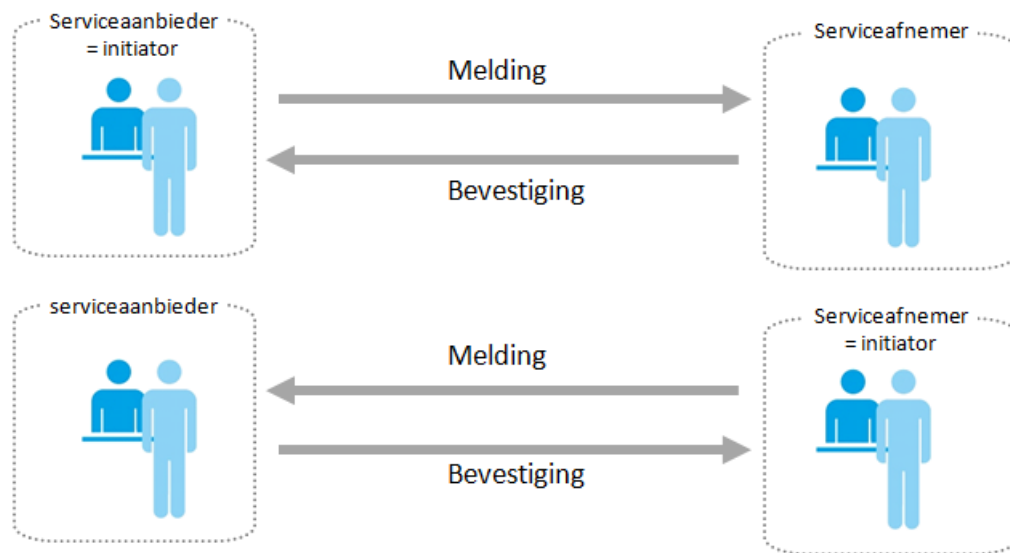 Serviceaanbieder
= initiator
Melding
Bevestiging
Serviceafnemer
serviceaanbieder
Melding
Bevestiging
Serviceafnemer
= initiator